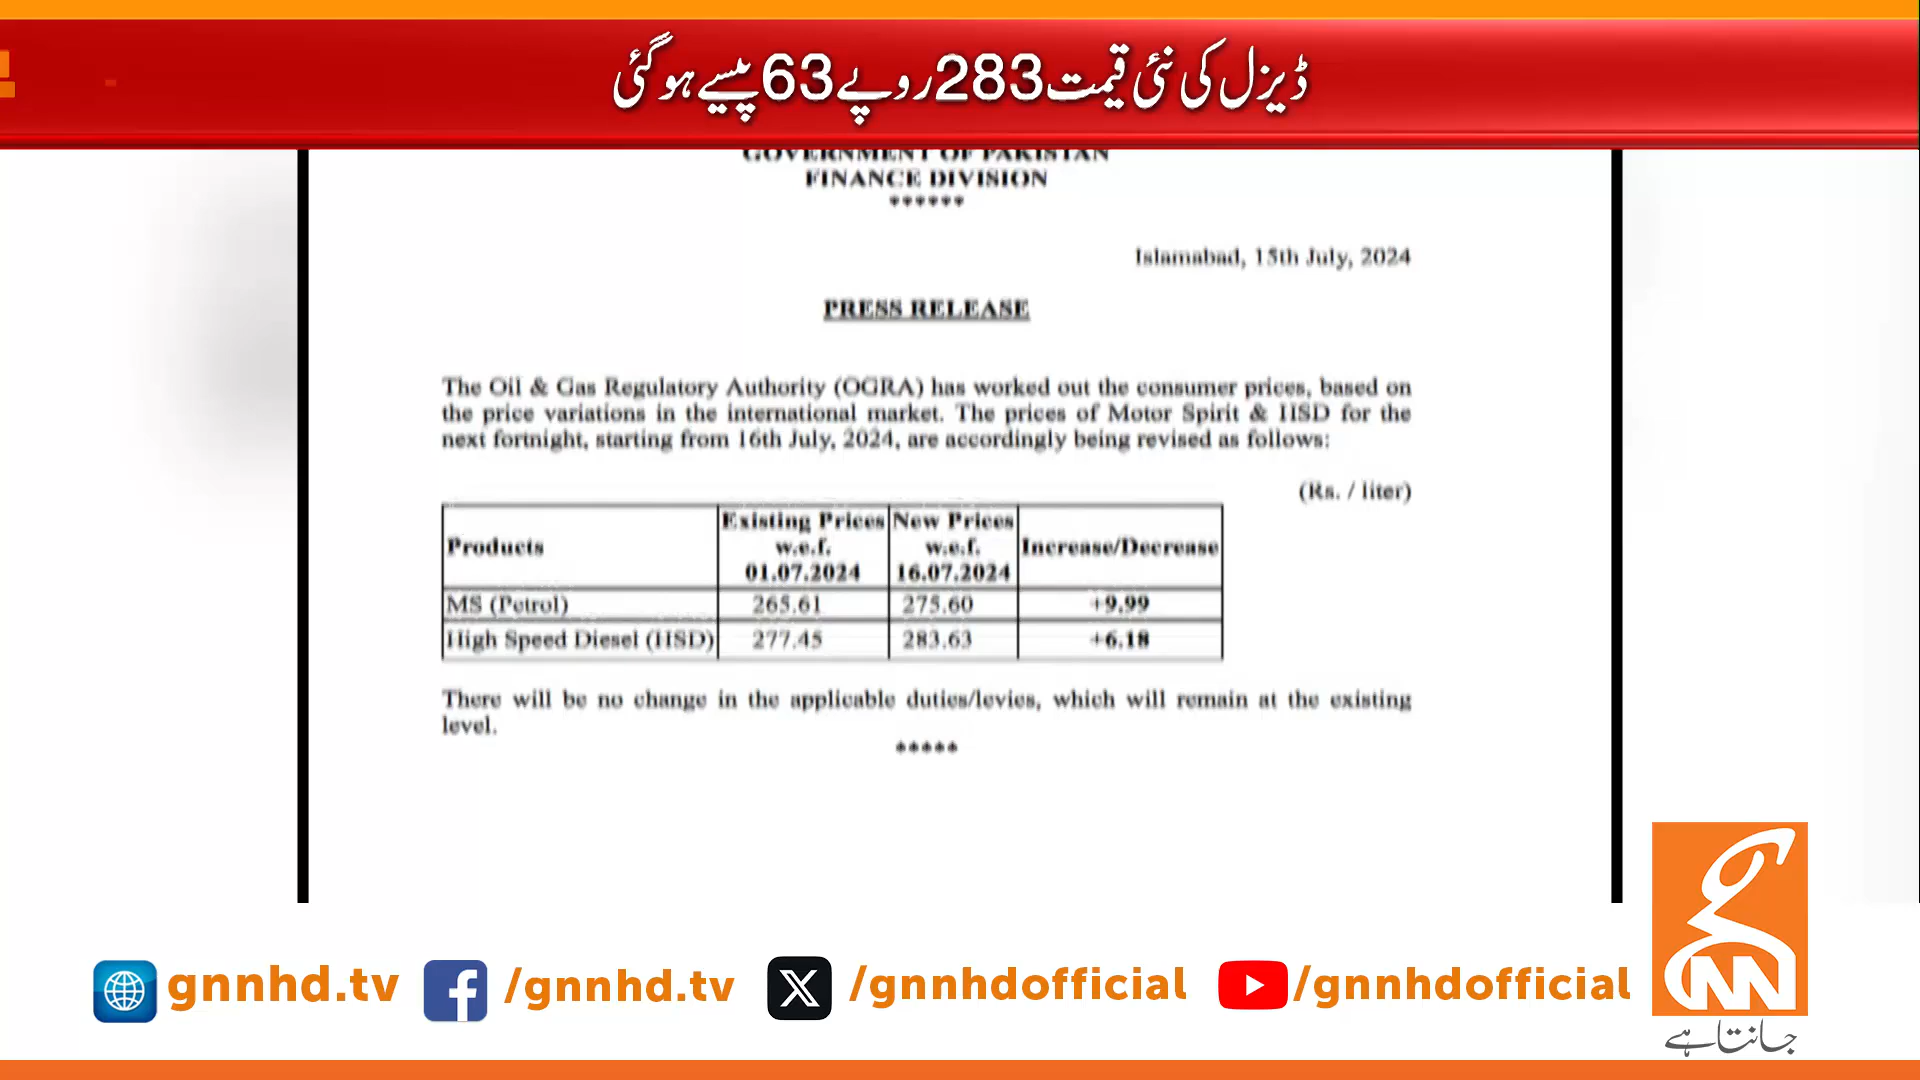 ڈیزل کی نئی قیمت 283 روپے 63 پیسے ہوگئی
GOVERNMENT OF PAKISTAN
FINANCE DIVISION
******
Islamabad, 15th July, 2024
PRESS RELEASE
The Oil & Gas Regulatory Authority (OGRA) has worked out the consumer prices, based on
the price variations in the international market. The prices of Motor Spirit & HSD for the
next fortnight, starting from 16th July, 2024, are accordingly being revised as follows:
(Rs. / liter)
Products Existing Prices w.e.f. 01.07.2024 New Prices w.e.f. 16.07.2024 Increase/Decrease
MS (Petrol) 265.61 275.60 +9.99
High Speed Diesel (HSD) 277.45 283.63 +6.18
There will be no change in the applicable duties/levies, which will remain at the existing
level.
*****
gnnhd.tv /gnnhd.tv /gnnhdofficial /gnnhdofficial
GNN
جانتا ہے